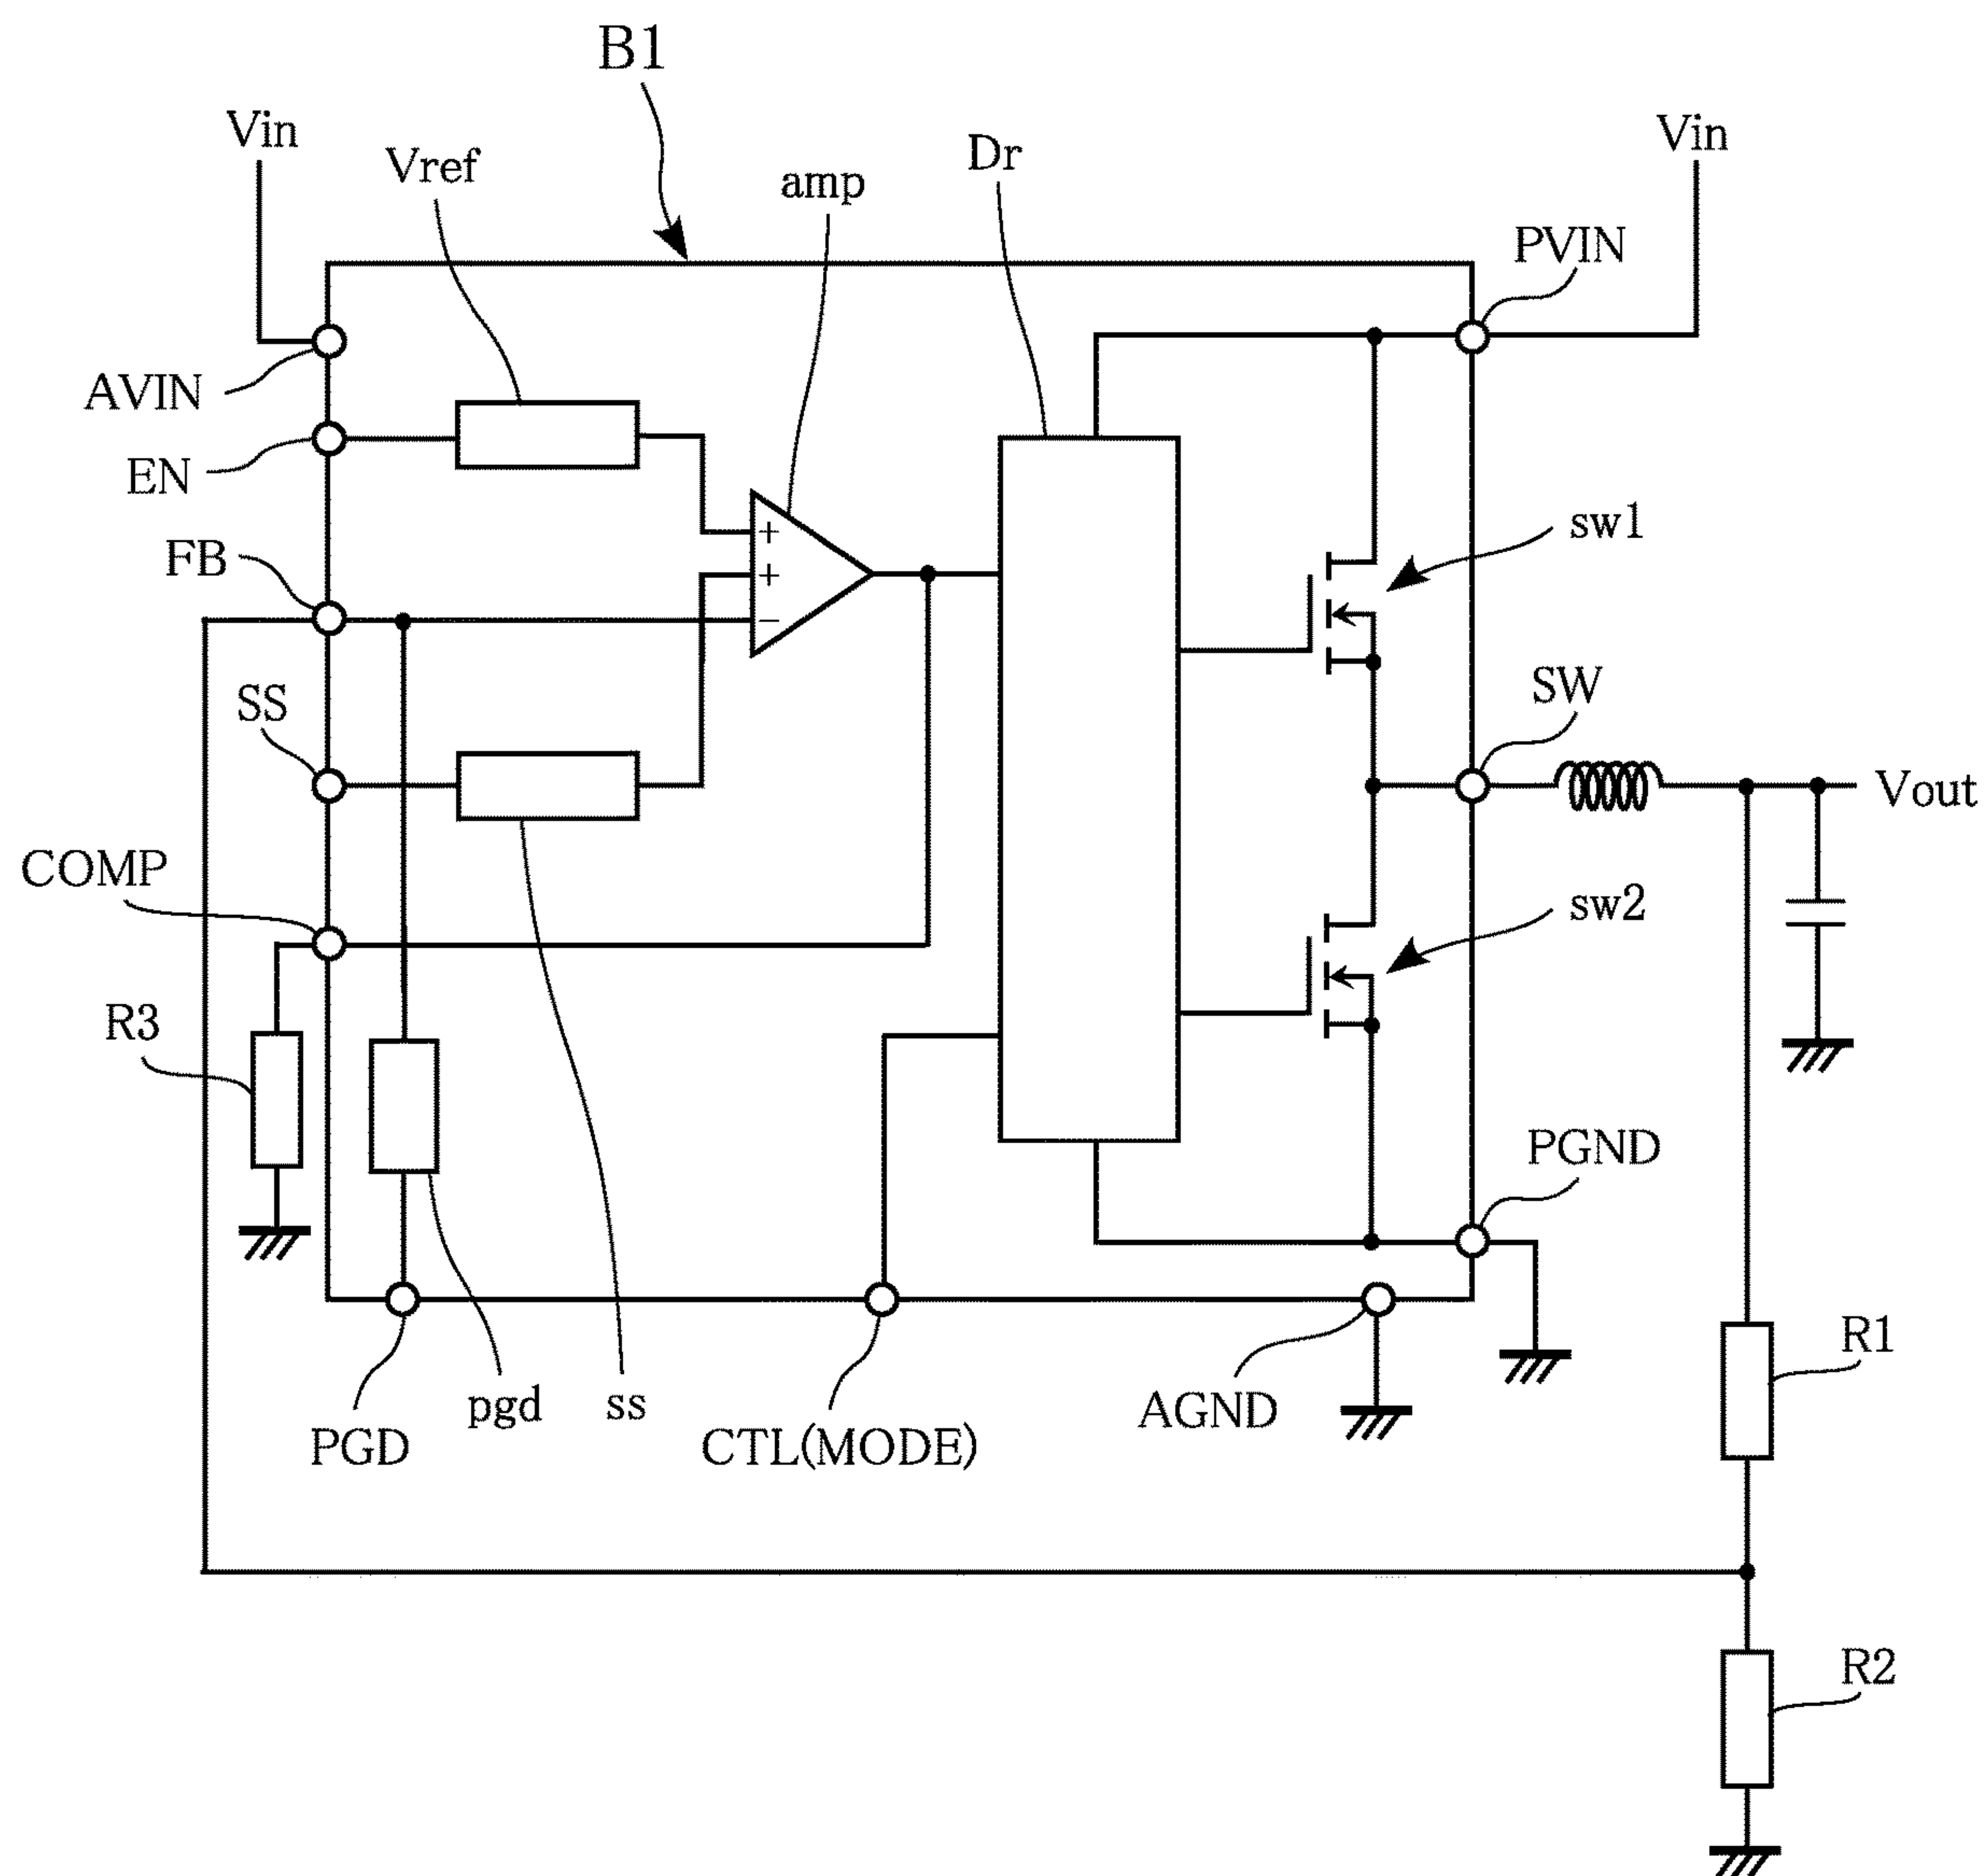 B1
Vin
Vref
amp
Dr
Vin
PVIN
AVIN
EN
+
+
−
sw1
FB
SS
SW
Vout
COMP
sw2
R3
PGND
R1
pgd
ss
AGND
PGD
CTL(MODE)
R2